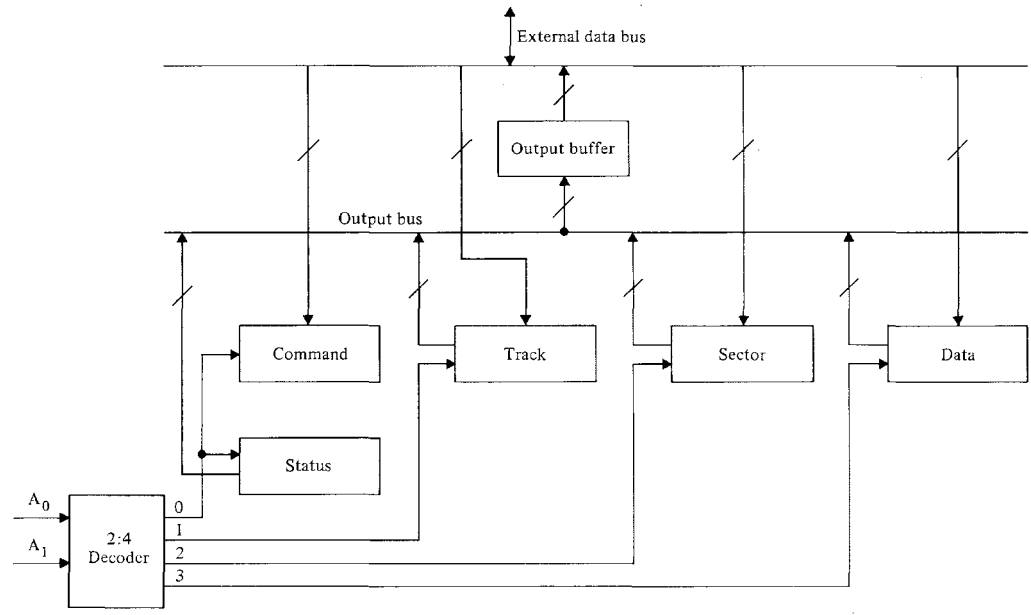 External data bus
Output buffer
Output bus
Command
Track
Sector
Data
Status
A0
A1
2:4
Decoder
0
1
2
3